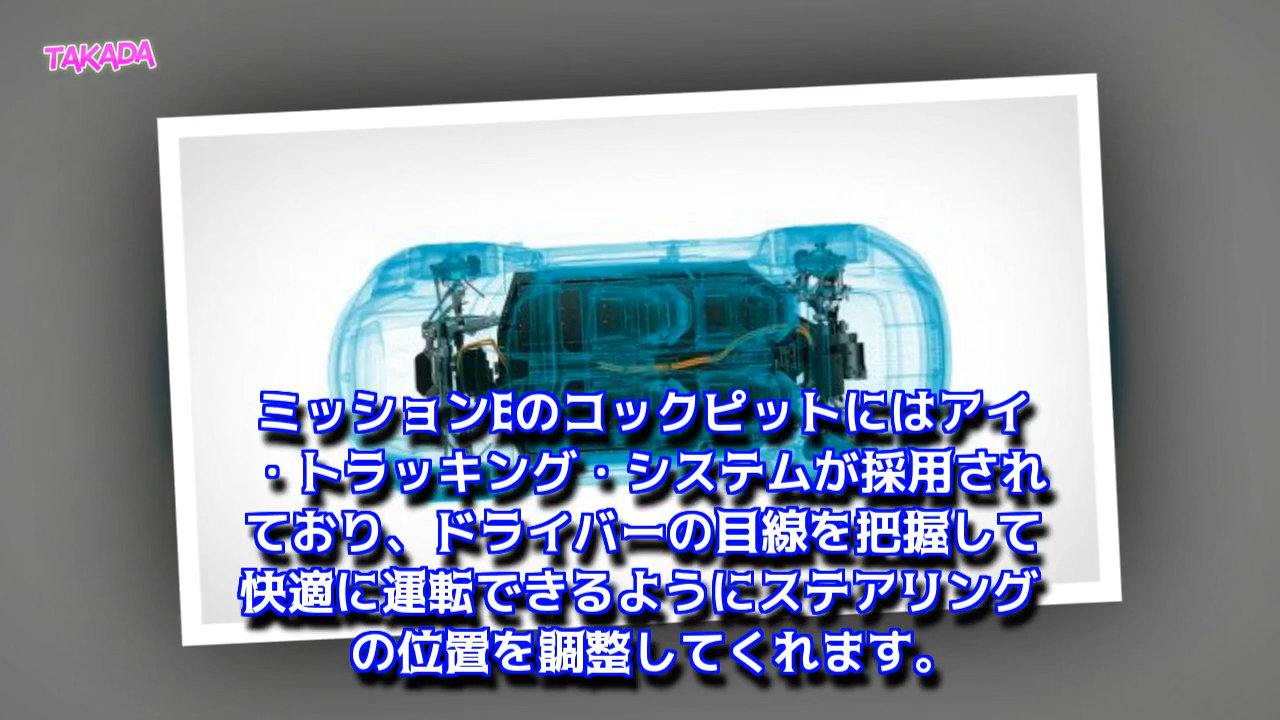 TAKADA
ミッションEのコックピットにはアイ
・トラッキング・システムが採用され
ており、ドライバーの目線を把握して
快適に運転できるようにステアリング
の位置を調整してくれます。